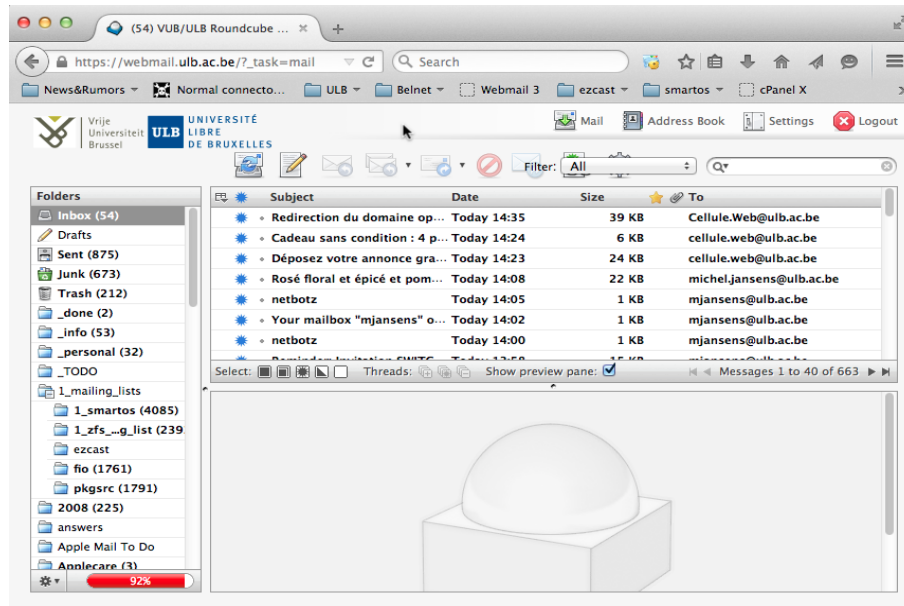 (54) VUB/ULB Roundcube ...
https://webmail.ulb.ac.be/?_task=mail
Search
News&Rumors
Normal connecto...
ULB
Belnet
Webmail 3
ezcast
smartos
cPanel X
Vrije
Universiteit
Brussel
ULB
UNIVERSITÉ
LIBRE
DE BRUXELLES
Mail
Address Book
Settings
Logout
Filter: All
Folders
Inbox (54)
Drafts
Sent (875)
Junk (673)
Trash (212)
_done (2)
_info (53)
_personal (32)
_TODO
1_mailing_lists
1_smartos (4085)
1_zfs_...g_list (239
ezcast
fio (1761)
pkgsrc (1791)
2008 (225)
answers
Apple Mail To Do
Applecare (3)
92%
Subject Date Size To
Redirection du domaine op... Today 14:35 39 KB Cellule.Web@ulb.ac.be
Cadeau sans condition : 4 p... Today 14:24 6 KB cellule.web@ulb.ac.be
Déposez votre annonce gra... Today 14:23 24 KB cellule.web@ulb.ac.be
Rosé floral et épicé et pom... Today 14:08 22 KB michel.jansens@ulb.ac.be
netbotz Today 14:05 1 KB mjansens@ulb.ac.be
Your mailbox "mjansens" o... Today 14:02 1 KB mjansens@ulb.ac.be
netbotz Today 14:00 1 KB mjansens@ulb.ac.be
Select: Threads: Show preview pane: Messages 1 to 40 of 663